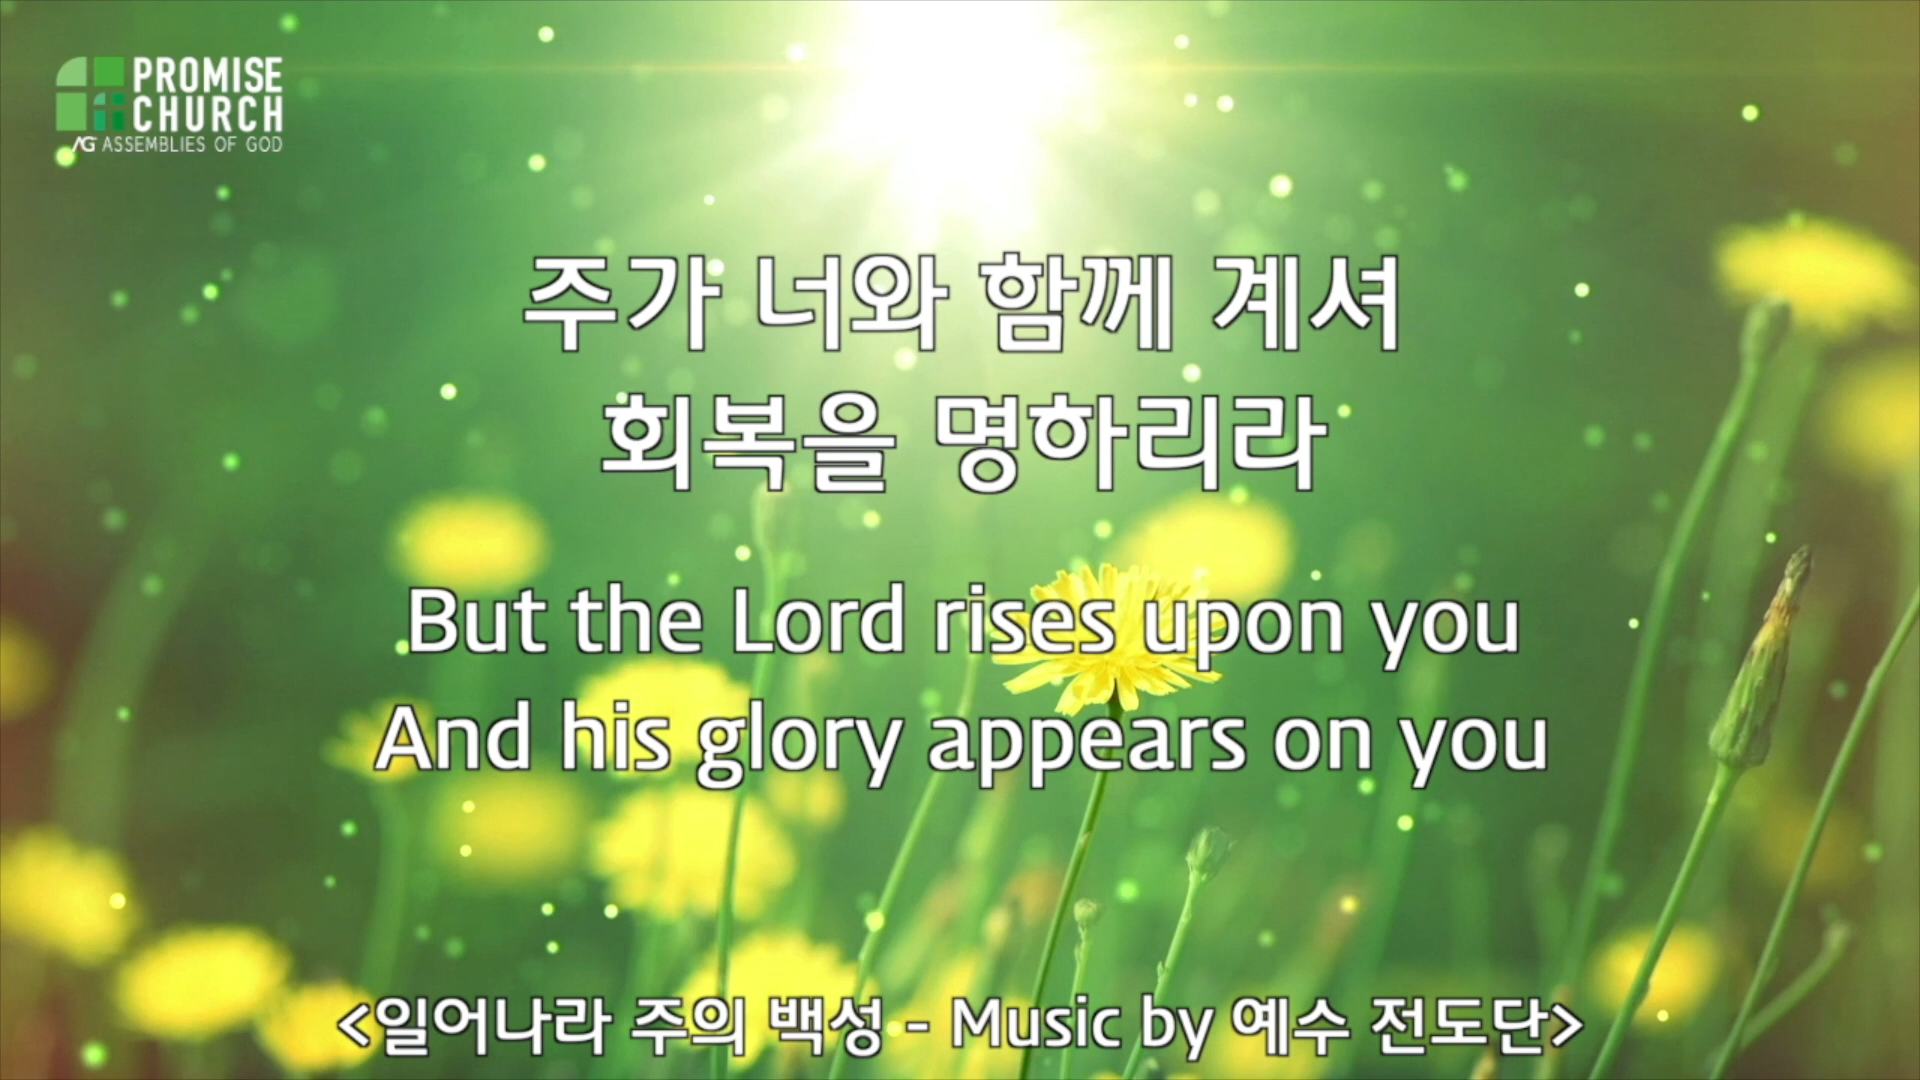 PROMISE
CHURCH
AG ASSEMBLIES OF GOD
주가 너와 함께 계셔
회복을 명하리라
But the Lord rises upon you
And his glory appears on you
<일어나라 주의 백성 - Music by 예수 전도단>